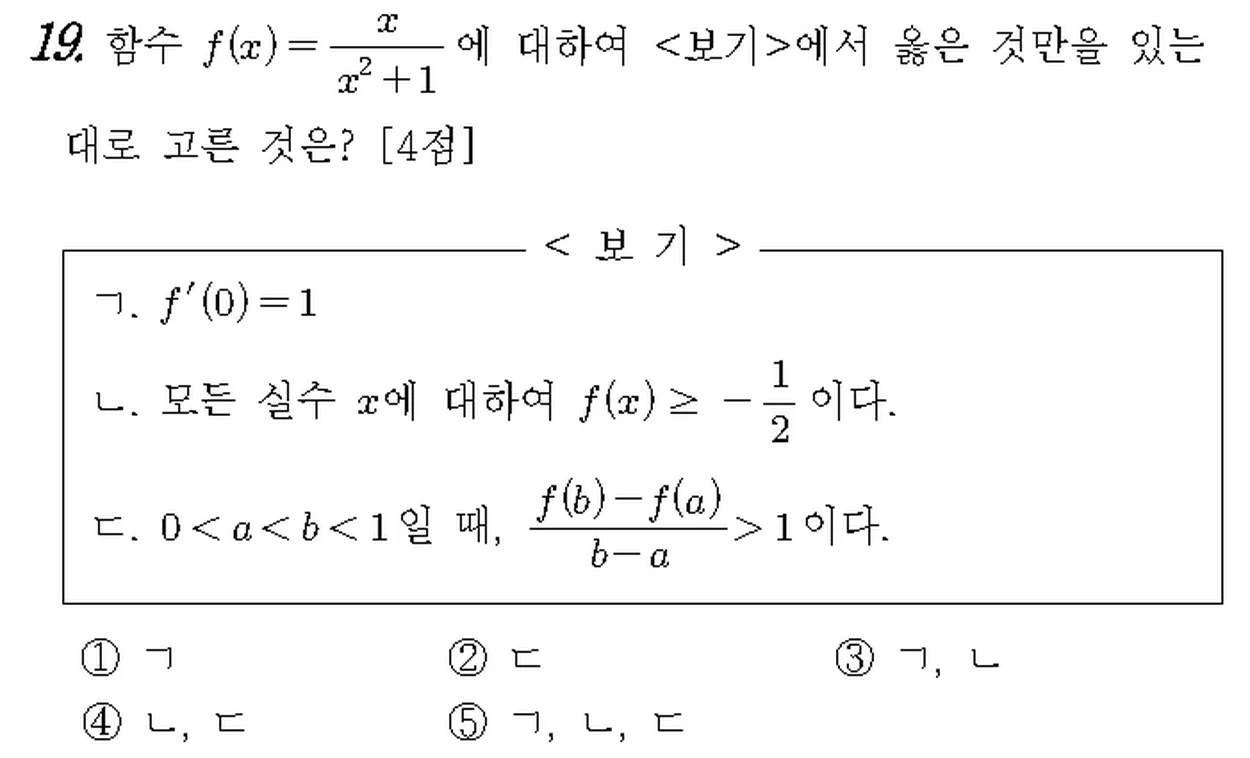 19. 함수 f(x)=x/(x²+1)에 대하여 <보기>에서 옳은 것만을 있는
대로 고른 것은? [4점]
< 보 기 >
ㄱ. f′(0)=1
ㄴ. 모든 실수 x에 대하여 f(x)≥ -1/2 이다.
ㄷ. 0<a<b<1일 때, (f(b)-f(a))/(b-a)>1이다.
① ㄱ ② ㄷ ③ ㄱ, ㄴ
④ ㄴ, ㄷ ⑤ ㄱ, ㄴ, ㄷ